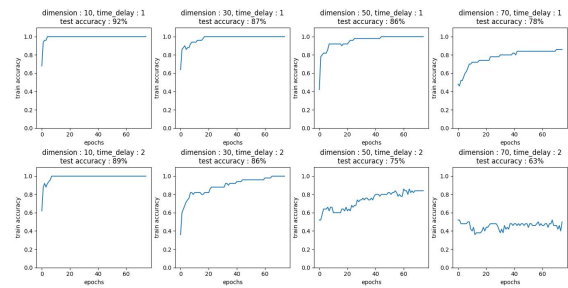 dimension : 10, time_delay : 1
test accuracy : 92%
dimension : 30, time_delay : 1
test accuracy : 87%
dimension : 50, time_delay : 1
test accuracy : 86%
dimension : 70, time_delay : 1
test accuracy : 78%
train accuracy
1.0
0.8
0.6
0.4
0.2
0.0
0 20 40 60
epochs
train accuracy
1.0
0.8
0.6
0.4
0.2
0.0
0 20 40 60
epochs
train accuracy
1.0
0.8
0.6
0.4
0.2
0.0
0 20 40 60
epochs
train accuracy
1.0
0.8
0.6
0.4
0.2
0.0
0 20 40 60
epochs
dimension : 10, time_delay : 2
test accuracy : 89%
dimension : 30, time_delay : 2
test accuracy : 86%
dimension : 50, time_delay : 2
test accuracy : 75%
dimension : 70, time_delay : 2
test accuracy : 63%
train accuracy
1.0
0.8
0.6
0.4
0.2
0.0
0 20 40 60
epochs
train accuracy
1.0
0.8
0.6
0.4
0.2
0.0
0 20 40 60
epochs
train accuracy
1.0
0.8
0.6
0.4
0.2
0.0
0 20 40 60
epochs
train accuracy
1.0
0.8
0.6
0.4
0.2
0.0
0 20 40 60
epochs